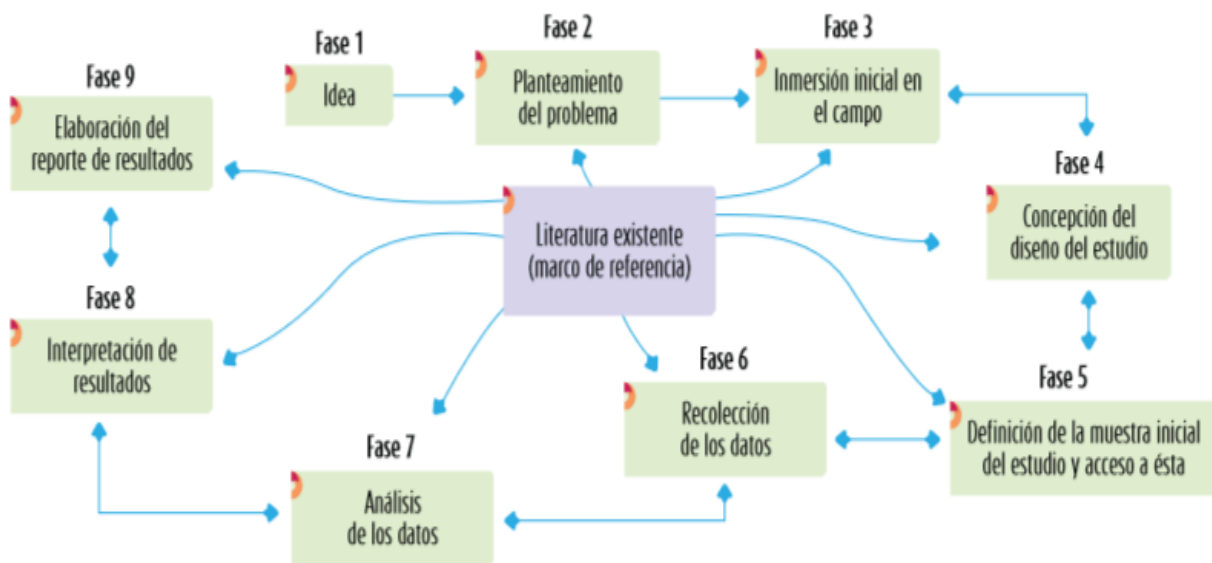 Fase 1
Idea
Fase 2
Planteamiento
del problema
Fase 3
Inmersión inicial en
el campo
Fase 4
Concepción del
diseño del estudio
Fase 5
Definición de la muestra inicial
del estudio y acceso a ésta
Fase 6
Recolección
de los datos
Fase 7
Análisis
de los datos
Fase 8
Interpretación de
resultados
Fase 9
Elaboración del
reporte de resultados
Literatura existente
(marco de referencia)